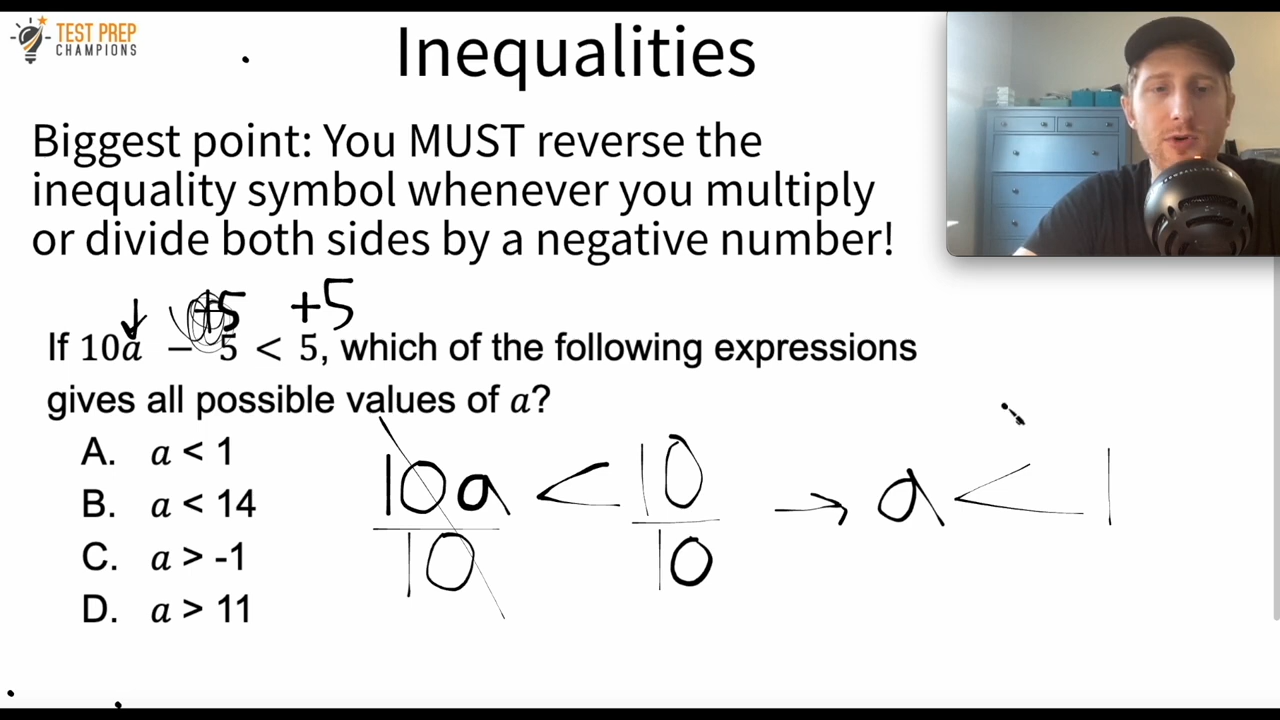 TEST PREP
CHAMPIONS
Inequalities
Biggest point: You MUST reverse the
inequality symbol whenever you multiply
or divide both sides by a negative number!
+5 +5
If 10a − 5 < 5, which of the following expressions
gives all possible values of a?
A. a < 1
B. a < 14
C. a > -1
D. a > 11
10a < 10 → a < 1
10 10